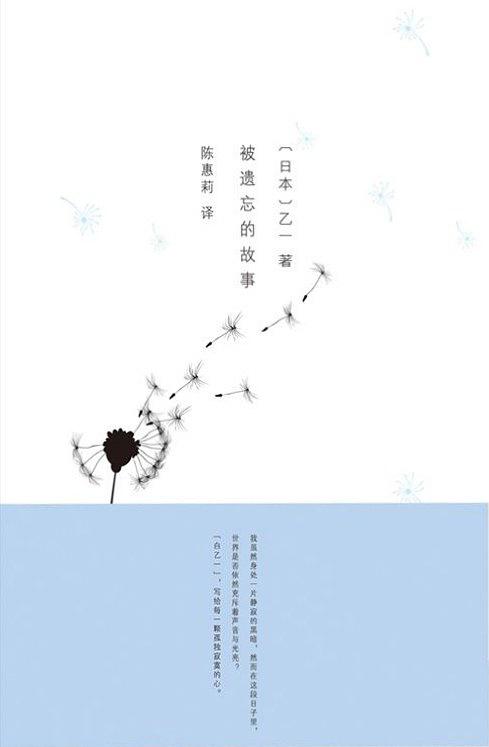 〔日本〕乙一 著
被遗忘的故事
陈惠莉 译
我虽然身处一片静寂的黑暗，然而在这段日子里，
世界是否依然充斥着声音与光亮？
「白乙一」，写给每一颗孤独寂寞的心。